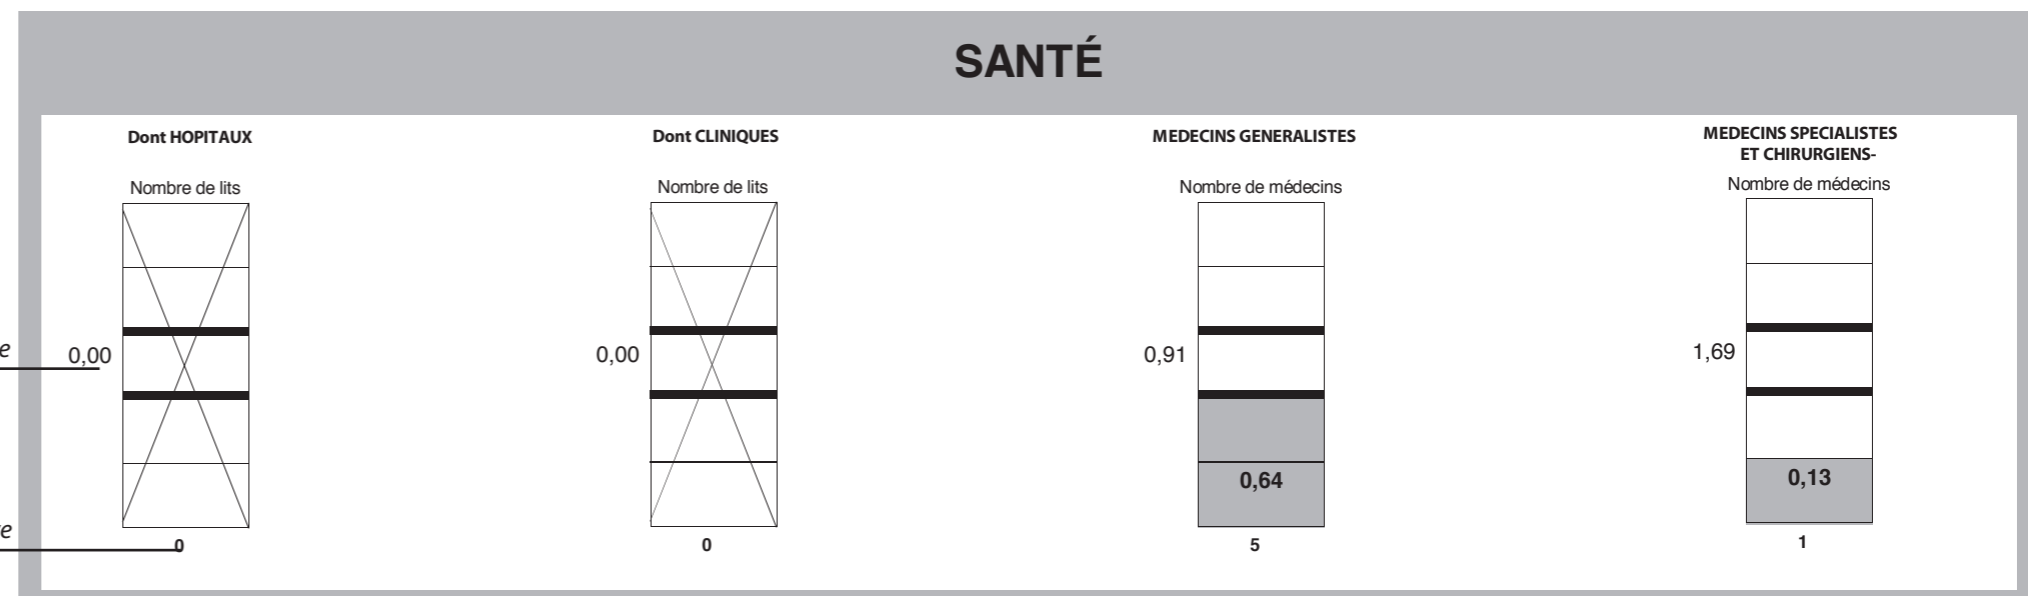 SANTÉ
Dont HOPITAUX
Nombre de lits
0,00
0
Dont CLINIQUES
Nombre de lits
0,00
0
MEDECINS GENERALISTES
Nombre de médecins
0,91
0,64
5
MEDECINS SPECIALISTES
ET CHIRURGIENS-
Nombre de médecins
1,69
0,13
1